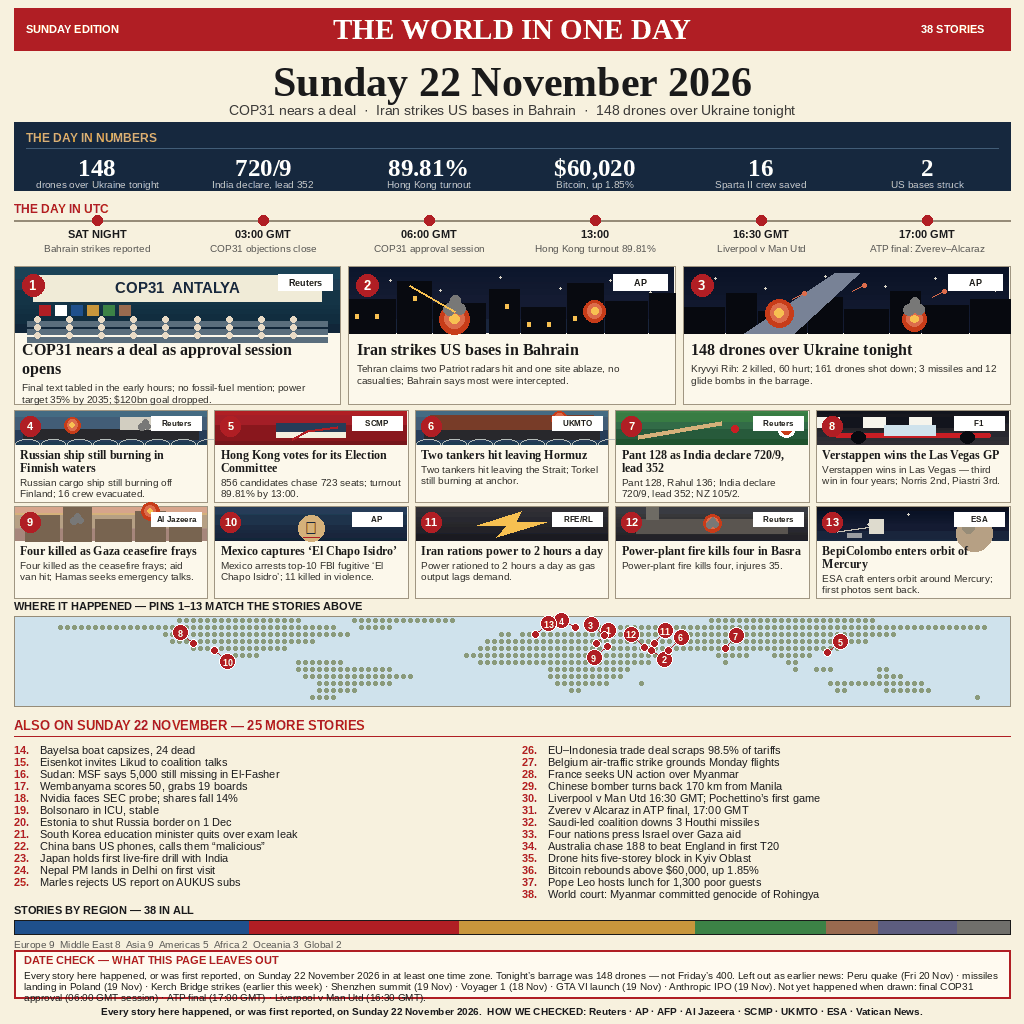 SUNDAY EDITION
THE WORLD IN ONE DAY
38 STORIES
Sunday 22 November 2026
COP31 nears a deal · Iran strikes US bases in Bahrain · 148 drones over Ukraine tonight
THE DAY IN NUMBERS
148
drones over Ukraine tonight
720/9
India declare, lead 352
89.81%
Hong Kong turnout
$60,020
Bitcoin, up 1.85%
16
Sparta II crew saved
2
US bases struck
THE DAY IN UTC
SAT NIGHT
Bahrain strikes reported
03:00 GMT
COP31 objections close
06:00 GMT
COP31 approval session
13:00
Hong Kong turnout 89.81%
16:30 GMT
Liverpool v Man Utd
17:00 GMT
ATP final: Zverev–Alcaraz
1
COP31 ANTALYA
Reuters
COP31 nears a deal as approval session
opens
Final text tabled in the early hours; no fossil-fuel mention; power
target 35% by 2035; $120bn goal dropped.
2
AP
Iran strikes US bases in Bahrain
Tehran claims two Patriot radars hit and one site ablaze, no
casualties; Bahrain says most were intercepted.
3
AP
148 drones over Ukraine tonight
Kryvyi Rih: 2 killed, 60 hurt; 161 drones shot down; 3 missiles and 12
glide bombs in the barrage.
4
Reuters
Russian ship still burning in
Finnish waters
Russian cargo ship still burning off
Finland; 16 crew evacuated.
5
SCMP
Hong Kong votes for its Election
Committee
856 candidates chase 723 seats; turnout
89.81% by 13:00.
6
UKMTO
Two tankers hit leaving Hormuz
Two tankers hit leaving the Strait; Torkel
still burning at anchor.
7
Reuters
Pant 128 as India declare 720/9,
lead 352
Pant 128, Rahul 136; India declare
720/9, lead 352; NZ 105/2.
8
F1
Verstappen wins the Las Vegas GP
Verstappen wins in Las Vegas — third
win in four years; Norris 2nd, Piastri 3rd.
9
Al Jazeera
Four killed as Gaza ceasefire frays
Four killed as the ceasefire frays; aid
van hit; Hamas seeks emergency talks.
10
AP
Mexico captures ‘El Chapo Isidro’
Mexico arrests top-10 FBI fugitive ‘El
Chapo Isidro’; 11 killed in violence.
11
RFE/RL
Iran rations power to 2 hours a day
Power rationed to 2 hours a day as gas
output lags demand.
12
Reuters
Power-plant fire kills four in Basra
Power-plant fire kills four, injures 35.
13
ESA
BepiColombo enters orbit of
Mercury
ESA craft enters orbit around Mercury;
first photos sent back.
WHERE IT HAPPENED — PINS 1–13 MATCH THE STORIES ABOVE
8
10
13
4
3
1
9
12
11
6
2
7
5
ALSO ON SUNDAY 22 NOVEMBER — 25 MORE STORIES
14. Bayelsa boat capsizes, 24 dead
15. Eisenkot invites Likud to coalition talks
16. Sudan: MSF says 5,000 still missing in El-Fasher
17. Wembanyama scores 50, grabs 19 boards
18. Nvidia faces SEC probe; shares fall 14%
19. Bolsonaro in ICU, stable
20. Estonia to shut Russia border on 1 Dec
21. South Korea education minister quits over exam leak
22. China bans US phones, calls them “malicious”
23. Japan holds first live-fire drill with India
24. Nepal PM lands in Delhi on first visit
25. Marles rejects US report on AUKUS subs
26. EU–Indonesia trade deal scraps 98.5% of tariffs
27. Belgium air-traffic strike grounds Monday flights
28. France seeks UN action over Myanmar
29. Chinese bomber turns back 170 km from Manila
30. Liverpool v Man Utd 16:30 GMT; Pochettino's first game
31. Zverev v Alcaraz in ATP final, 17:00 GMT
32. Saudi-led coalition downs 3 Houthi missiles
33. Four nations press Israel over Gaza aid
34. Australia chase 188 to beat England in first T20
35. Drone hits five-storey block in Kyiv Oblast
36. Bitcoin rebounds above $60,000, up 1.85%
37. Pope Leo hosts lunch for 1,300 poor guests
38. World court: Myanmar committed genocide of Rohingya
STORIES BY REGION — 38 IN ALL
Europe 9 Middle East 8 Asia 9 Americas 5 Africa 2 Oceania 3 Global 2
DATE CHECK — WHAT THIS PAGE LEAVES OUT
Every story here happened, or was first reported, on Sunday 22 November 2026 in at least one time zone. Tonight's barrage was 148 drones — not Friday's 400. Left out as earlier news: Peru quake (Fri 20 Nov) · missiles
landing in Poland (19 Nov) · Kerch Bridge strikes (earlier this week) · Shenzhen summit (19 Nov) · Voyager 1 (18 Nov) · GTA VI launch (19 Nov) · Anthropic IPO (19 Nov). Not yet happened when drawn: final COP31
approval (06:00 GMT session) · ATP final (17:00 GMT) · Liverpool v Man Utd (16:30 GMT).
Every story here happened, or was first reported, on Sunday 22 November 2026. HOW WE CHECKED: Reuters · AP · AFP · Al Jazeera · SCMP · UKMTO · ESA · Vatican News.